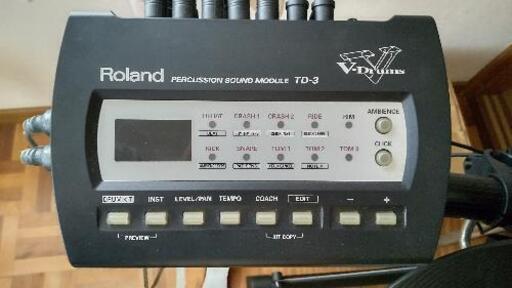 Roland PERCUSSION SOUND MODULE TD-3
V-Drums
HI-HAT CRASH 1 CRASH 2 RIDE RIM AMBIENCE
KICK SNARE TOM 1 TOM 2 TOM 3 CLICK
DRUM KIT INST LEVEL/PAN TEMPO COACH EDIT − +
PREVIEW KIT COPY